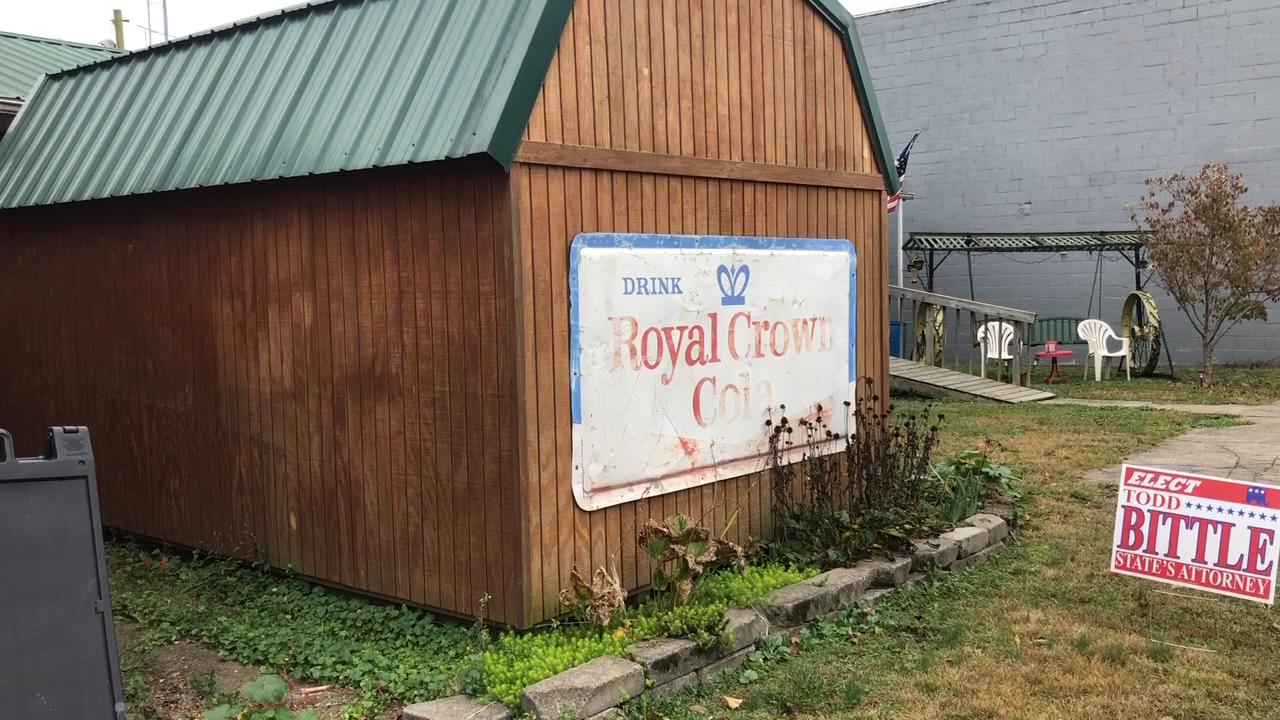 DRINK
Royal Crown
Cola
ELECT
TODD
BITTLE
STATE'S ATTORNEY